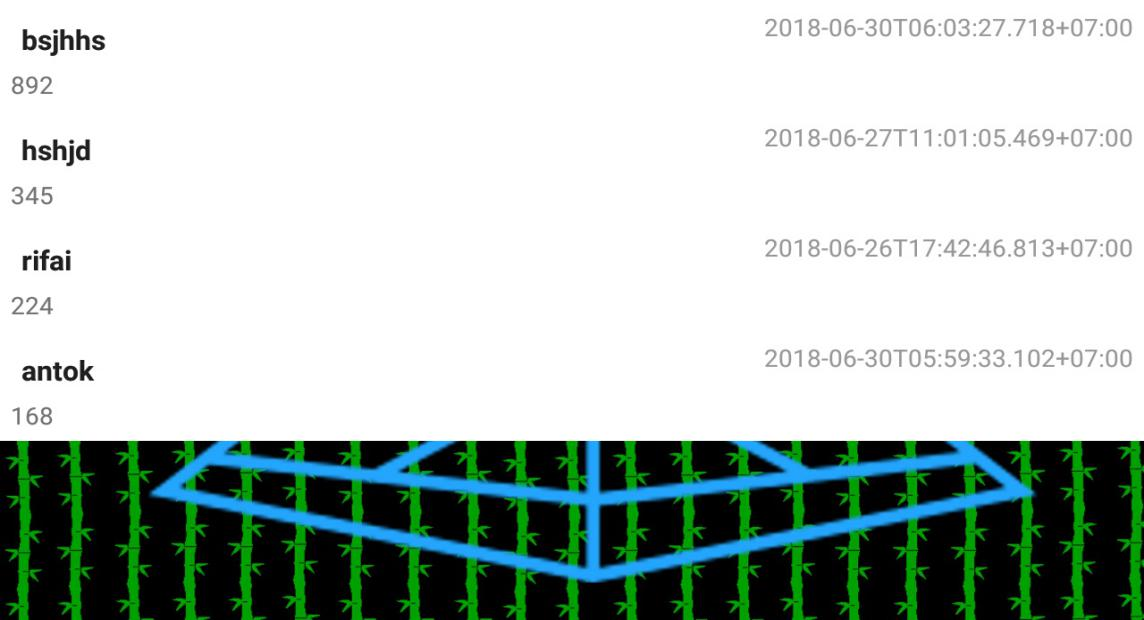 bsjhhs 2018-06-30T06:03:27.718+07:00
892
hshjd 2018-06-27T11:01:05.469+07:00
345
rifai 2018-06-26T17:42:46.813+07:00
224
antok 2018-06-30T05:59:33.102+07:00
168